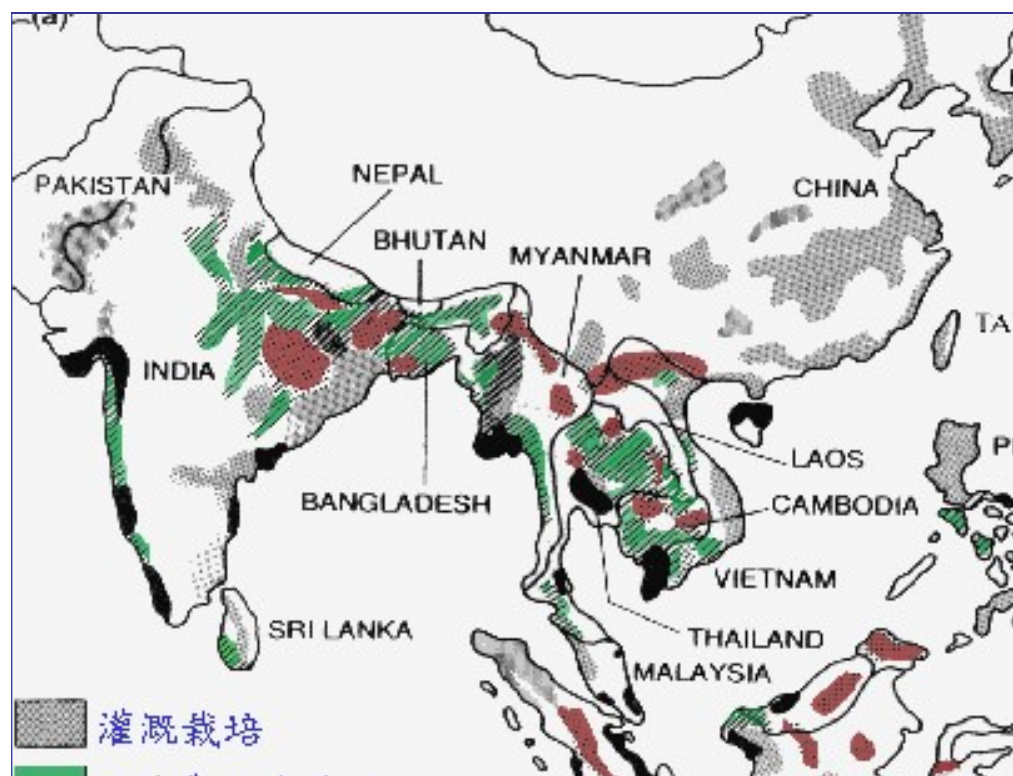 (a)
NEPAL
PAKISTAN
CHINA
BHUTAN
MYANMAR
TA
INDIA
P
LAOS
BANGLADESH
CAMBODIA
VIETNAM
SRI LANKA
THAILAND
MALAYSIA
灌溉栽培